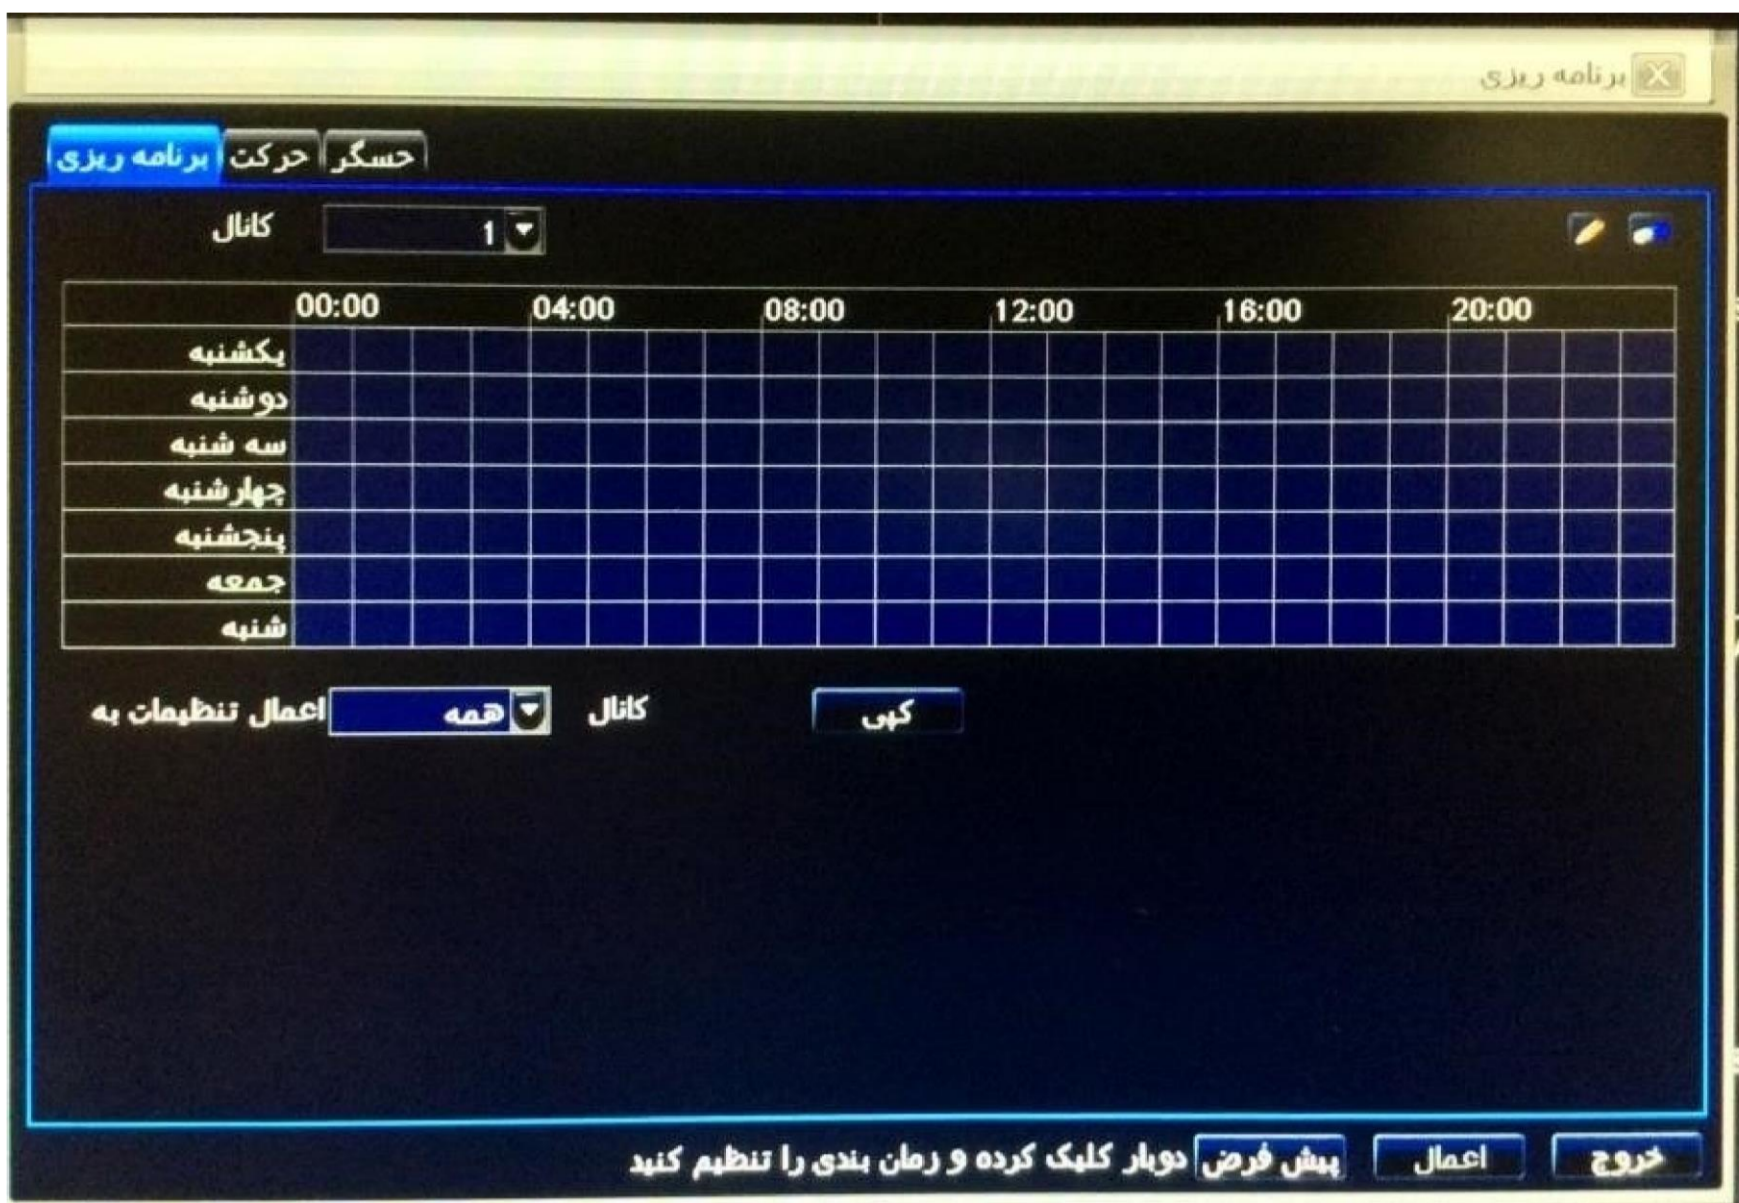 برنامه ریزی
برنامه ریزی حرکت حسگر
کانال 1
00:00 04:00 08:00 12:00 16:00 20:00
یکشنبه
دوشنبه
سه شنبه
چهارشنبه
پنجشنبه
جمعه
شنبه
اعمال تنظیمات به همه کانال کپی
دوبار کلیک کرده و زمان بندی را تنظیم کنید پیش فرض اعمال خروج